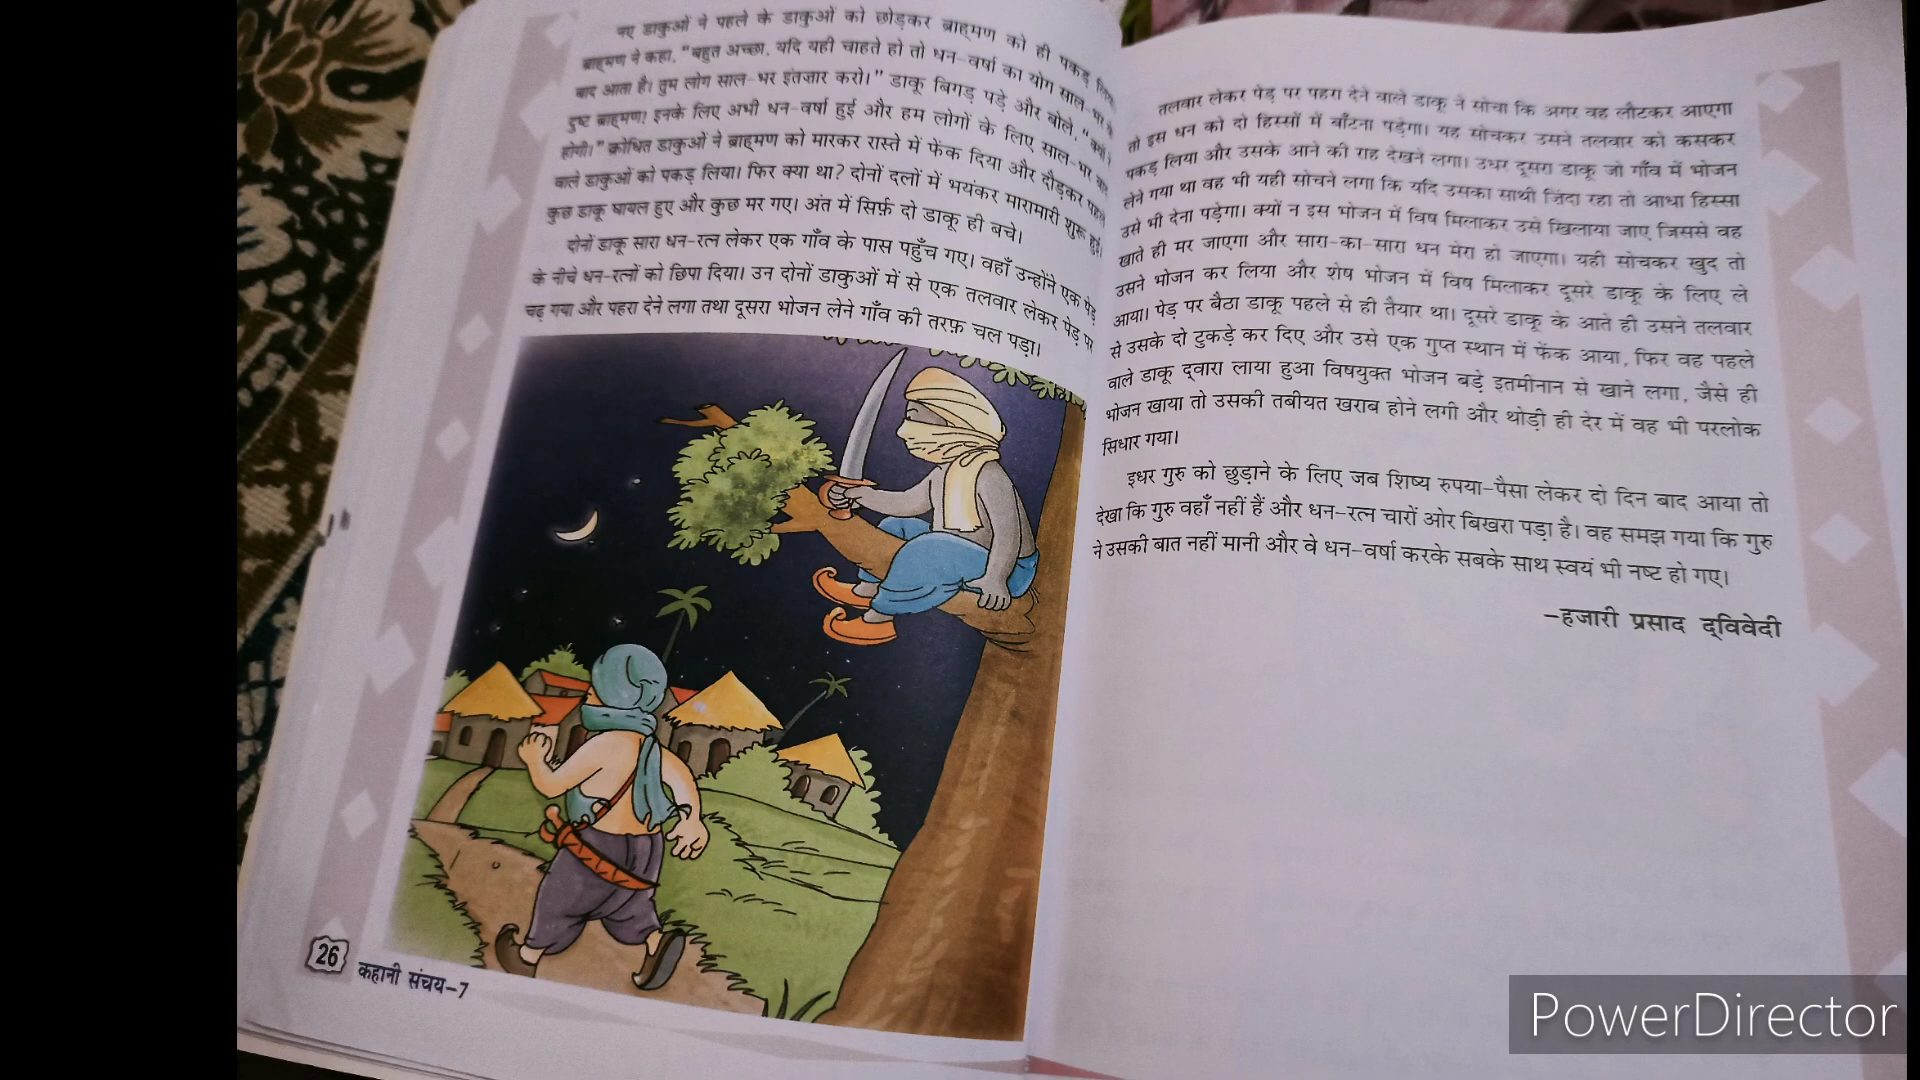 नए डाकुओं ने पहले के डाकुओं को छोड़कर ब्राह्मण को ही पकड़
ब्राह्मण ने कहा, “बहुत अच्छा, यदि यही चाहते हो तो धन-वर्षा का योग साल-भर
बाद आता है। तुम लोग साल-भर इंतज़ार करो।” डाकू बिगड़ पड़े और बोले, “क्यों
दुष्ट ब्राह्मण! इनके लिए अभी धन-वर्षा हुई और हम लोगों के लिए साल-भर बाद
होगी।” क्रोधित डाकुओं ने ब्राह्मण को मारकर रास्ते में फेंक दिया और दौड़कर पहले
वाले डाकुओं को पकड़ लिया। फिर क्या था? दोनों दलों में भयंकर मारामारी शुरू हुई।
कुछ डाकू घायल हुए और कुछ मर गए। अंत में सिर्फ़ दो डाकू ही बचे।
दोनों डाकू सारा धन-रत्न लेकर एक गाँव के पास पहुँच गए। वहाँ उन्होंने एक पेड़
के नीचे धन-रत्नों को छिपा दिया। उन दोनों डाकुओं में से एक तलवार लेकर पेड़ पर
चढ़ गया और पहरा देने लगा तथा दूसरा भोजन लेने गाँव की तरफ़ चल पड़ा।
26
कहानी संचय-7
तलवार लेकर पेड़ पर पहरा देने वाले डाकू ने सोचा कि अगर वह लौटकर आएगा
तो इस धन को दो हिस्सों में बाँटना पड़ेगा। यह सोचकर उसने तलवार को कसकर
पकड़ लिया और उसके आने की राह देखने लगा। उधर दूसरा डाकू जो गाँव में भोजन
लेने गया था वह भी यही सोचने लगा कि यदि उसका साथी ज़िंदा रहा तो आधा हिस्सा
उसे भी देना पड़ेगा। क्यों न इस भोजन में विष मिलाकर उसे खिलाया जाए जिससे वह
खाते ही मर जाएगा और सारा-का-सारा धन मेरा हो जाएगा। यही सोचकर खुद तो
उसने भोजन कर लिया और शेष भोजन में विष मिलाकर दूसरे डाकू के लिए ले
आया। पेड़ पर बैठा डाकू पहले से ही तैयार था। दूसरे डाकू के आते ही उसने तलवार
से उसके दो टुकड़े कर दिए और उसे एक गुप्त स्थान में फेंक आया, फिर वह पहले
वाले डाकू द्वारा लाया हुआ विषयुक्त भोजन बड़े इतमीनान से खाने लगा, जैसे ही
भोजन खाया तो उसकी तबीयत खराब होने लगी और थोड़ी ही देर में वह भी परलोक
सिधार गया।
इधर गुरु को छुड़ाने के लिए जब शिष्य रुपया-पैसा लेकर दो दिन बाद आया तो
देखा कि गुरु वहाँ नहीं हैं और धन-रत्न चारों ओर बिखरा पड़ा है। वह समझ गया कि गुरु
ने उसकी बात नहीं मानी और वे धन-वर्षा करके सबके साथ स्वयं भी नष्ट हो गए।
-हजारी प्रसाद द्विवेदी
PowerDirector